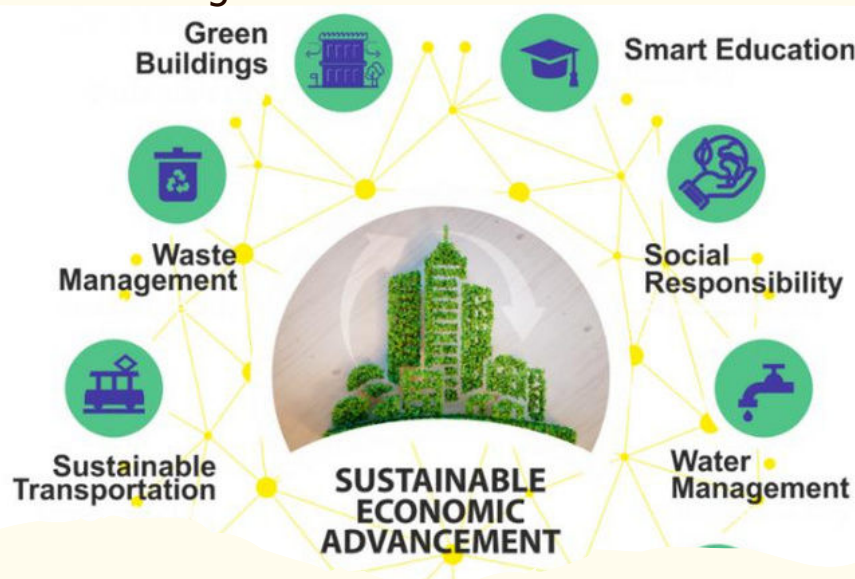 Green
Buildings
Smart Education
Waste
Management
Social
Responsibility
Sustainable
Transportation
Water
Management
SUSTAINABLE
ECONOMIC
ADVANCEMENT